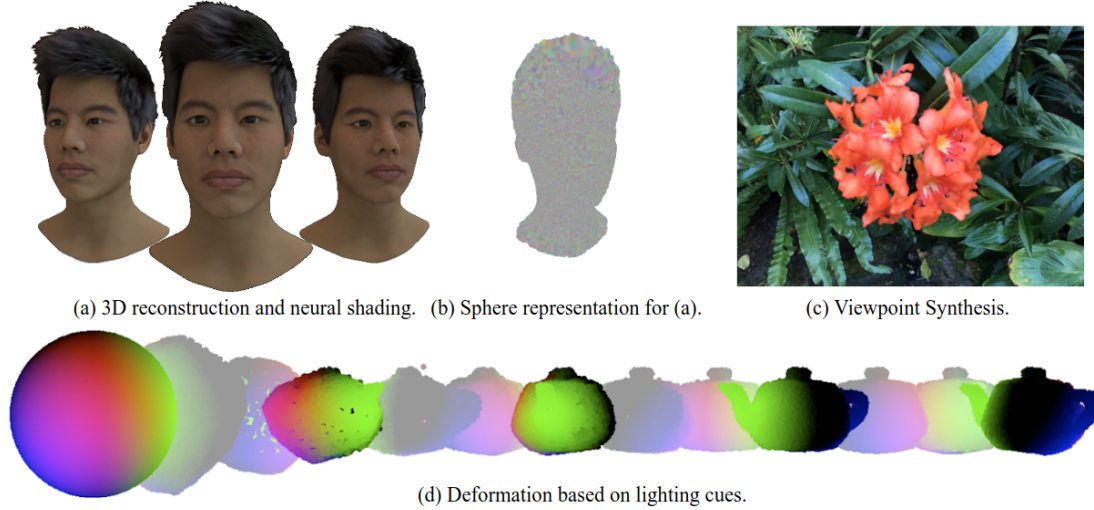 (a) 3D reconstruction and neural shading.
(b) Sphere representation for (a).
(c) Viewpoint Synthesis.
(d) Deformation based on lighting cues.